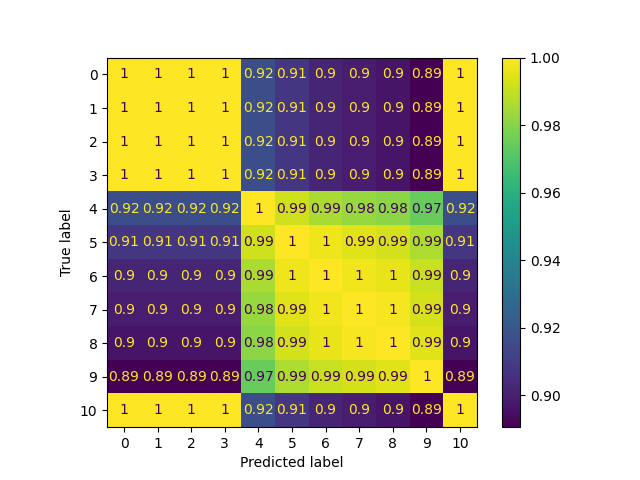 0 1 1 1 1 0.92 0.91 0.9 0.9 0.9 0.89 1 1.00
1 1 1 1 1 0.92 0.91 0.9 0.9 0.9 0.89 1
2 1 1 1 1 0.92 0.91 0.9 0.9 0.9 0.89 1 0.98
3 1 1 1 1 0.92 0.91 0.9 0.9 0.9 0.89 1 0.96
4 0.92 0.92 0.92 0.92 1 0.99 0.99 0.98 0.98 0.97 0.92
5 0.91 0.91 0.91 0.91 0.99 1 1 0.99 0.99 0.99 0.91 0.94
6 0.9 0.9 0.9 0.9 0.99 1 1 1 1 0.99 0.9
7 0.9 0.9 0.9 0.9 0.98 0.99 1 1 1 0.99 0.9 0.92
8 0.9 0.9 0.9 0.9 0.98 0.99 1 1 1 0.99 0.9
9 0.89 0.89 0.89 0.89 0.97 0.99 0.99 0.99 0.99 1 0.89 0.90
10 1 1 1 1 0.92 0.91 0.9 0.9 0.9 0.89 1
0 1 2 3 4 5 6 7 8 9 10
Predicted label
True label